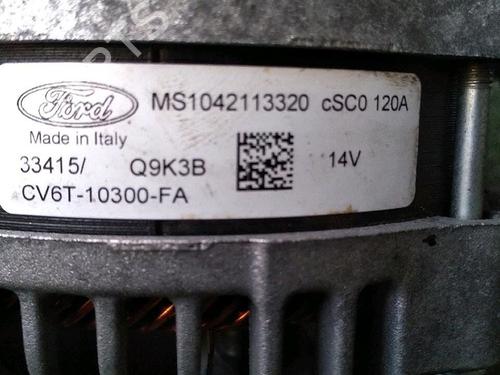 Ford
MS1042113320 cSC0 120A
Made in Italy
33415/ Q9K3B 14V
CV6T-10300-FA